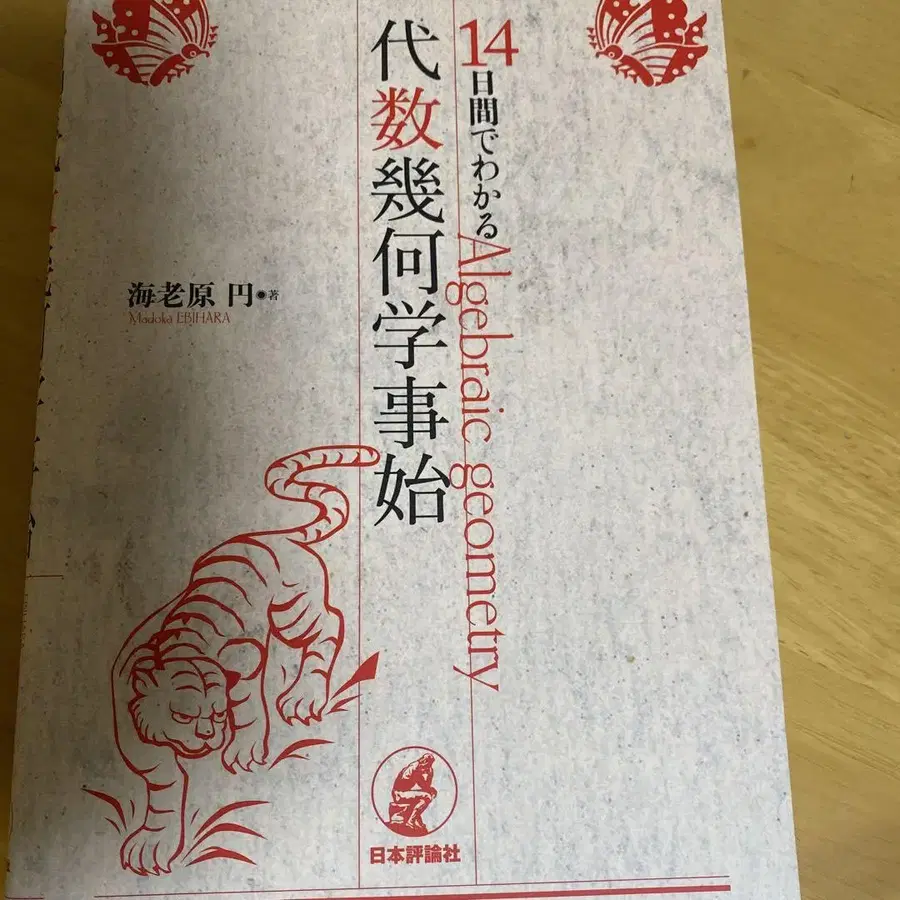 14日間でわかる
代数幾何学事始
Algebraic geometry
海老原 円◉著
Madoka EBIHARA
日本評論社